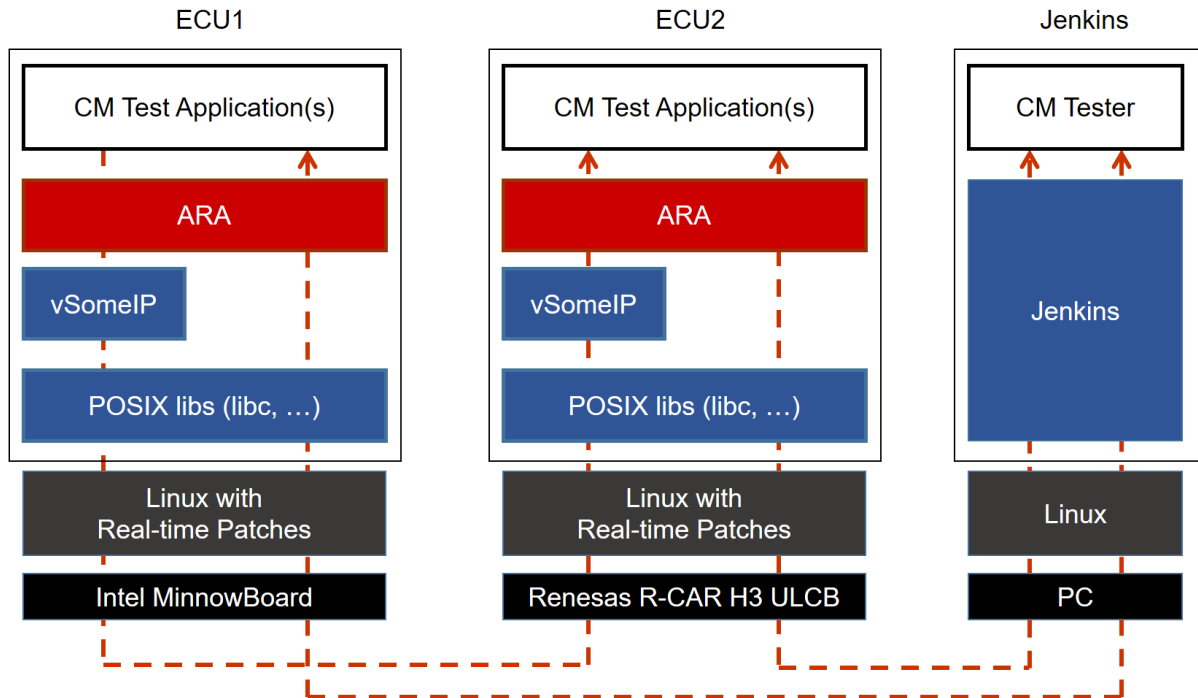 ECU1
ECU2
Jenkins
CM Test Application(s)
CM Test Application(s)
CM Tester
ARA
ARA
vSomeIP
vSomeIP
Jenkins
POSIX libs (libc, …)
POSIX libs (libc, …)
Linux with
Real-time Patches
Linux with
Real-time Patches
Linux
Intel MinnowBoard
Renesas R-CAR H3 ULCB
PC